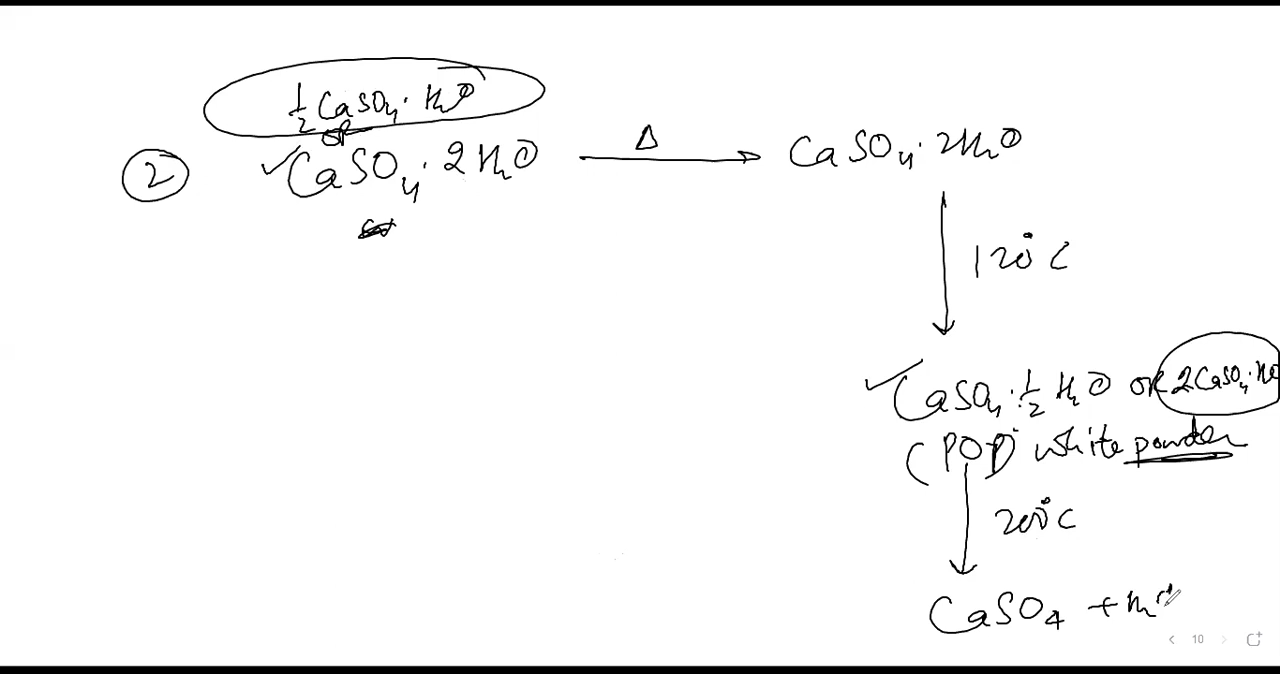 ½ CaSO₄·H₂O
or
② ✓CaSO₄·2H₂O —Δ→ CaSO₄·2H₂O
↓ 120°C
✓CaSO₄·½H₂O or 2CaSO₄·H₂O
(POP) white powder
↓ 200°C
CaSO₄ + H₂O
< 10 >